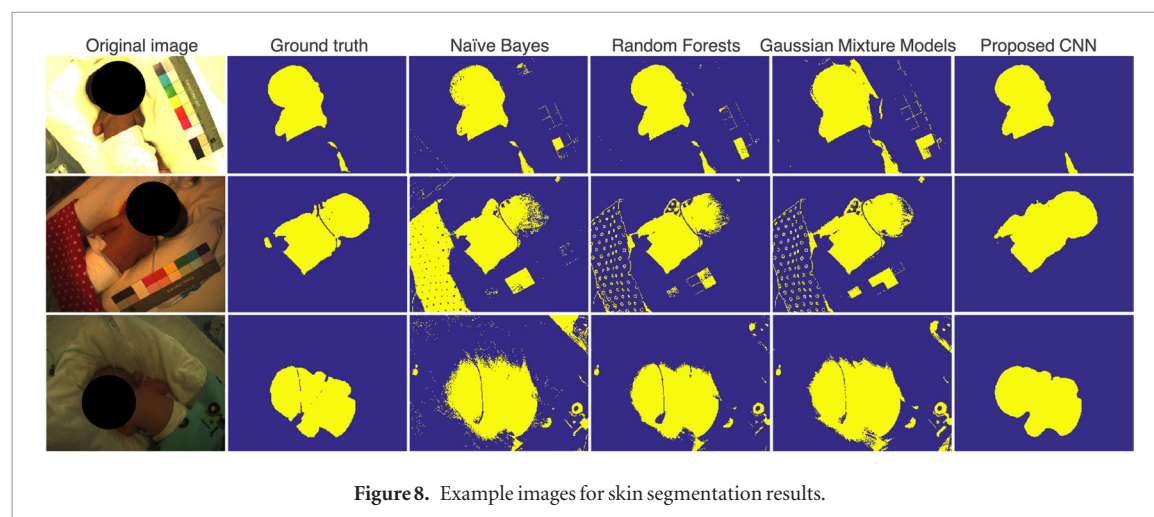 Original image Ground truth Naïve Bayes Random Forests Gaussian Mixture Models Proposed CNN
Figure 8. Example images for skin segmentation results.